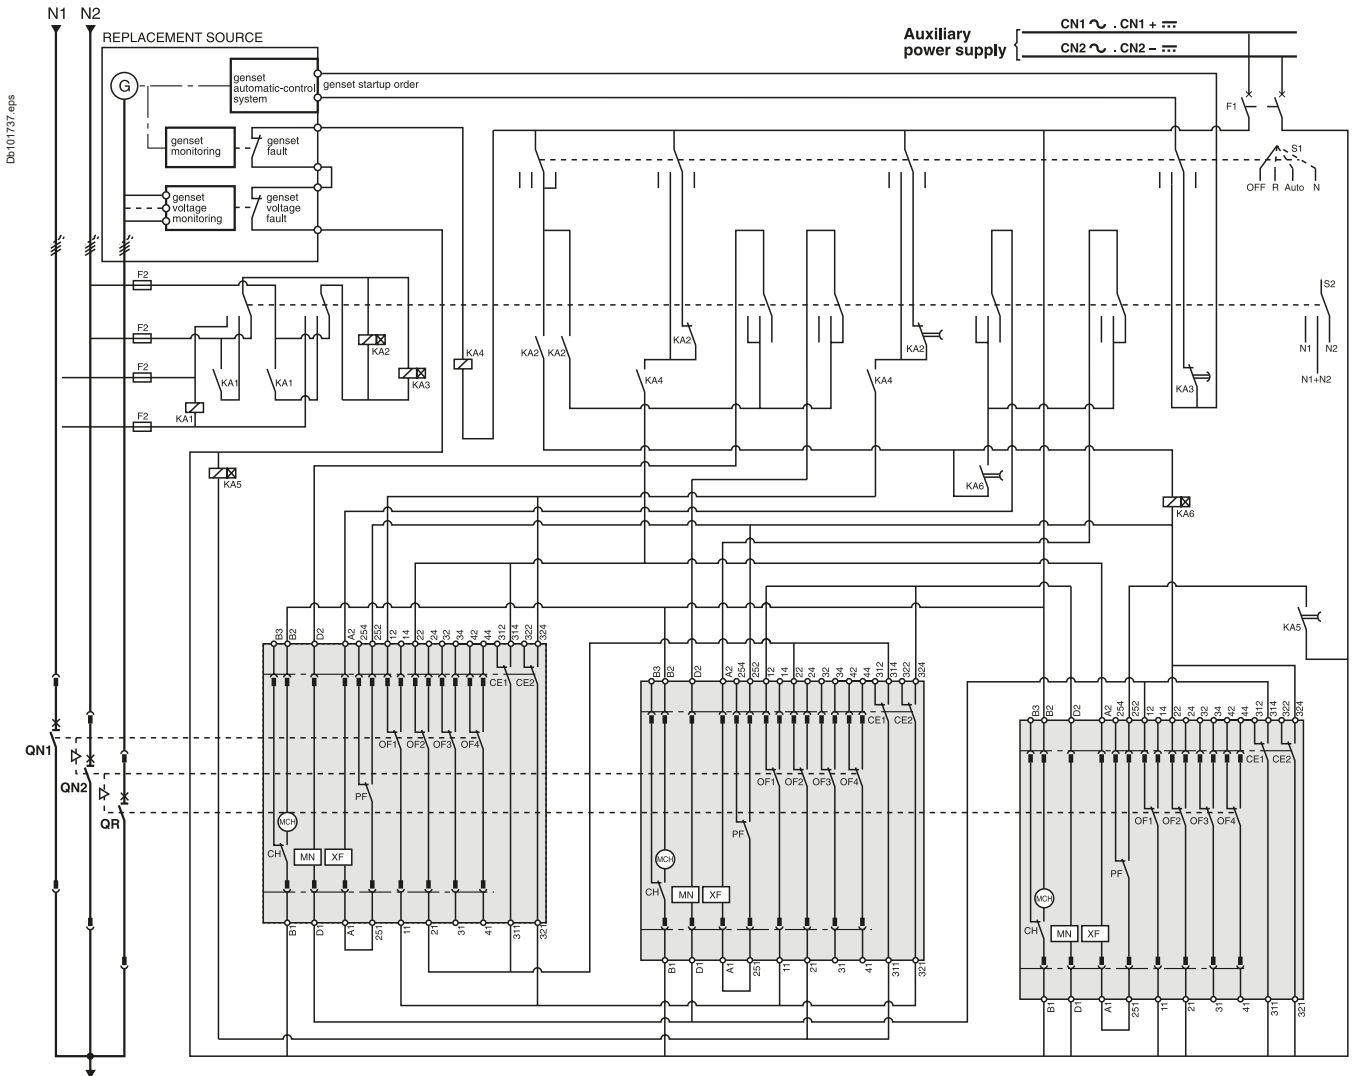 N1 N2
REPLACEMENT SOURCE
Auxiliary
power supply
CN1 ∿ . CN1 + ⎓
CN2 ∿ . CN2 – ⎓
Db101737.eps
G
genset
automatic-control
system
genset startup order
genset
monitoring
genset
fault
genset
voltage
monitoring
genset
voltage
fault
F1
S1
OFF R Auto N
F2
F2
F2
F2
S2
N1 N2
N1+N2
KA1
KA1
KA1
KA2
KA3
KA4
KA2 KA2
KA2
KA4
KA2
KA4
KA3
KA5
KA6
KA6
KA5
B3 B2 D2 A2 254 252 12 14 22 24 32 34 42 44 312 314 322 324
CE1 CE2
OF1 OF2 OF3 OF4
PF
MCH
CH
MN XF
B1 D1 A1 251 11 21 31 41 311 321
B3 B2 D2 A2 254 252 12 14 22 24 32 34 42 44 312 314 322 324
CE1 CE2
OF1 OF2 OF3 OF4
PF
MCH
CH
MN XF
B1 D1 A1 251 11 21 31 41 311 321
B3 B2 D2 A2 254 252 12 14 22 24 32 34 42 44 312 314 322 324
CE1 CE2
OF1 OF2 OF3 OF4
PF
MCH
CH
MN XF
B1 D1 A1 251 11 21 31 41 311 321
QN1
QN2
QR